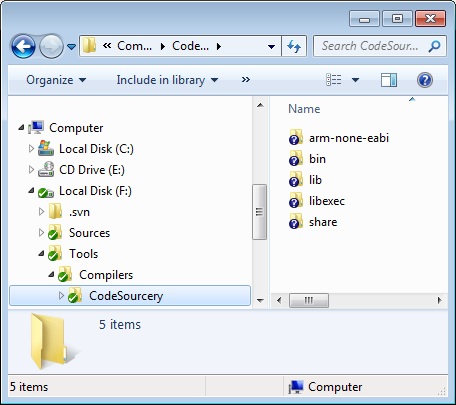 « Com... Code... Search CodeSour...
Organize Include in library »
Name
Computer
Local Disk (C:)
CD Drive (E:)
Local Disk (F:)
.svn
Sources
Tools
Compilers
CodeSourcery
arm-none-eabi
bin
lib
libexec
share
5 items
5 items Computer